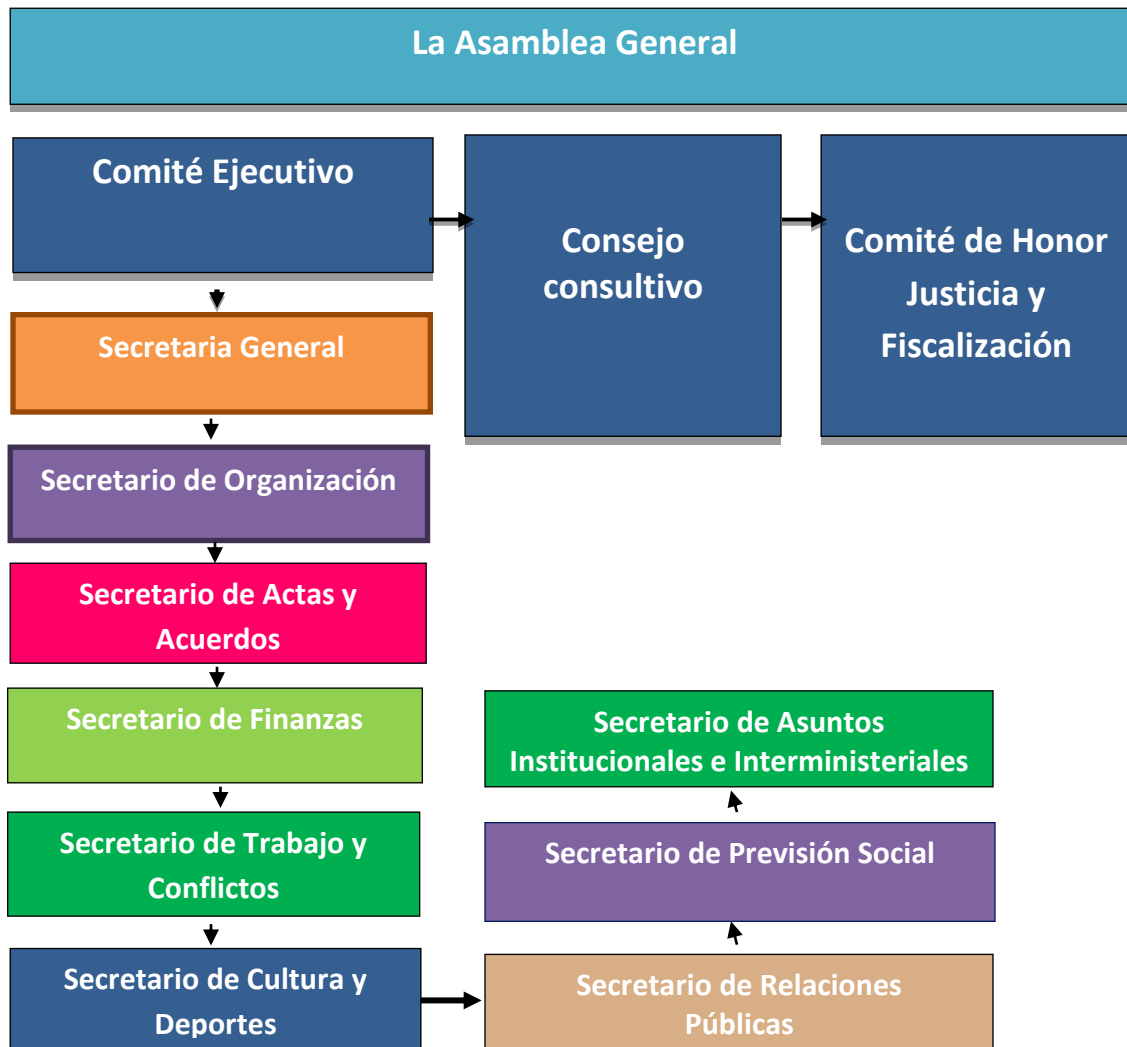 La Asamblea General
Comité Ejecutivo
Consejo
consultivo
Comité de Honor
Justicia y
Fiscalización
Secretaria General
Secretario de Organización
Secretario de Actas y
Acuerdos
Secretario de Finanzas
Secretario de Trabajo y
Conflictos
Secretario de Cultura y
Deportes
Secretario de Relaciones
Públicas
Secretario de Previsión Social
Secretario de Asuntos
Institucionales e Interministeriales